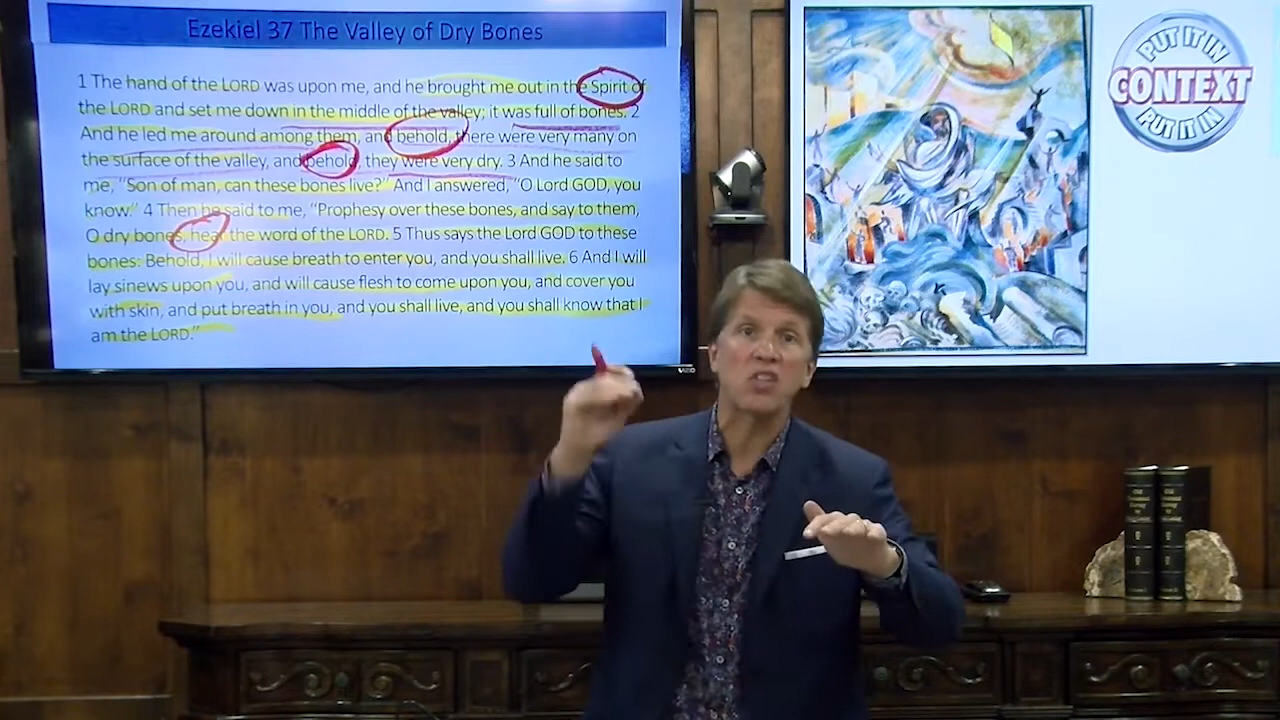 Ezekiel 37 The Valley of Dry Bones
1 The hand of the LORD was upon me, and he brought me out in the Spirit of
the LORD and set me down in the middle of the valley; it was full of bones. 2
And he led me around among them, and behold, there were very many on
the surface of the valley, and behold, they were very dry. 3 And he said to
me, “Son of man, can these bones live?” And I answered, “O Lord GOD, you
know.” 4 Then he said to me, “Prophesy over these bones, and say to them,
O dry bones, hear the word of the LORD. 5 Thus says the Lord GOD to these
bones: Behold, I will cause breath to enter you, and you shall live. 6 And I will
lay sinews upon you, and will cause flesh to come upon you, and cover you
with skin, and put breath in you, and you shall live, and you shall know that I
am the LORD.”
VIZIO
PUT IT IN
CONTEXT
PUT IT IN